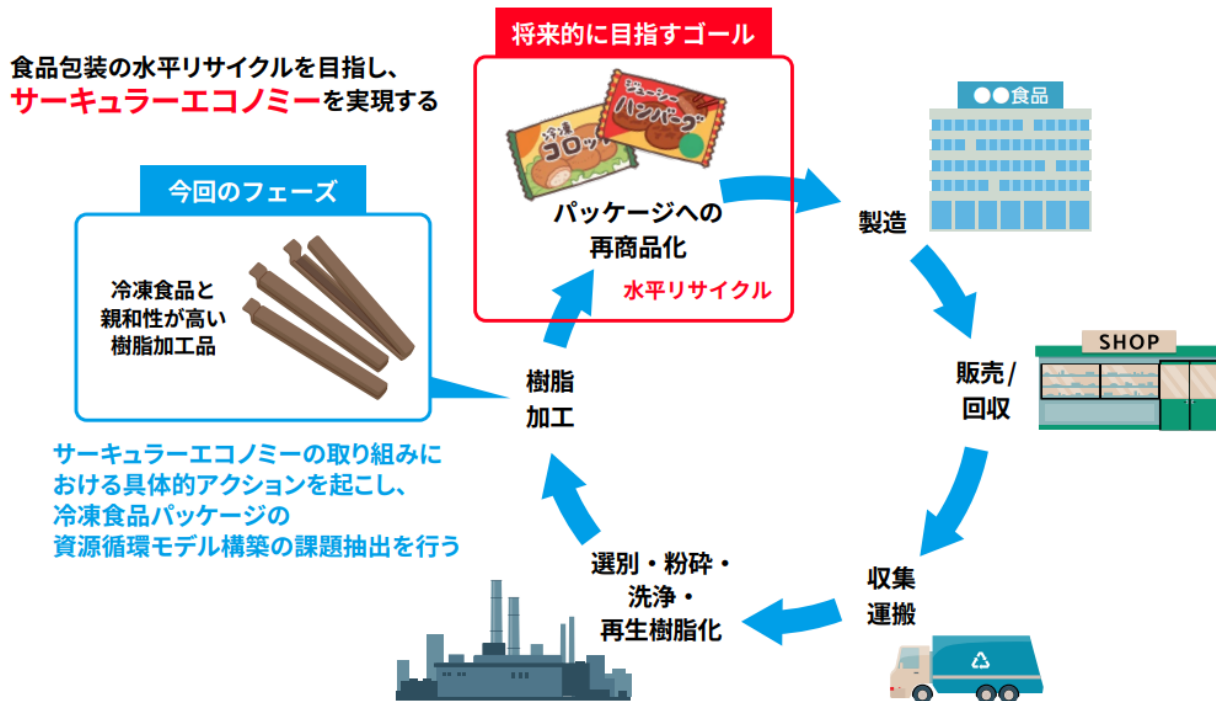 食品包装の水平リサイクルを目指し、
サーキュラーエコノミーを実現する
将来的に目指すゴール
冷凍
コロッケ
ジューシー
ハンバーグ
パッケージへの
再商品化
水平リサイクル
●●食品
製造
今回のフェーズ
冷凍食品と
親和性が高い
樹脂加工品
サーキュラーエコノミーの取り組みに
おける具体的アクションを起こし、
冷凍食品パッケージの
資源循環モデル構築の課題抽出を行う
樹脂
加工
SHOP
販売/
回収
収集
運搬
選別・粉砕・
洗浄・
再生樹脂化